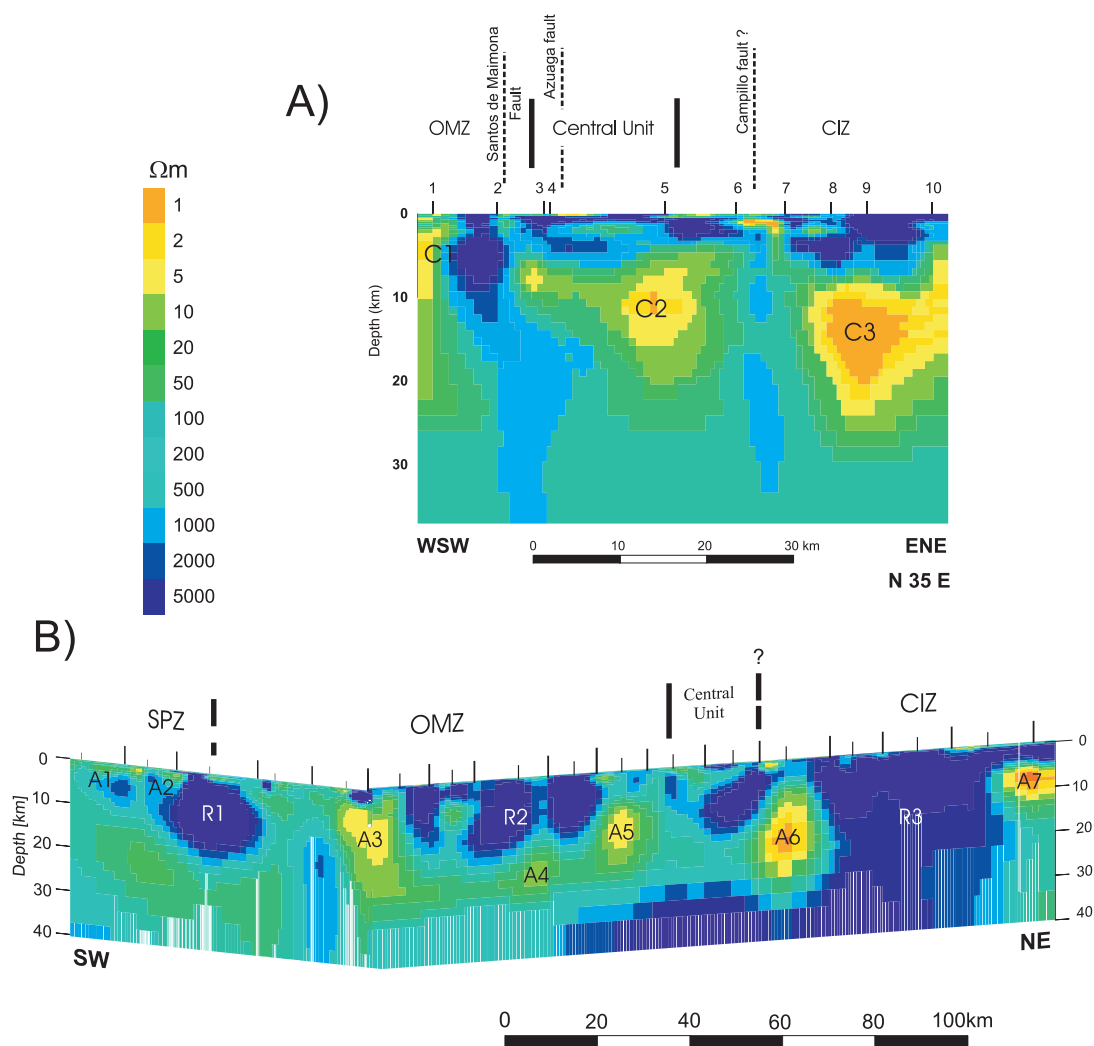 A)
Santos de Maimona
Fault
Azuaga fault
Campillo fault ?
OMZ
Central Unit
CIZ
Ωm
1
2
5
10
20
50
100
200
500
1000
2000
5000
1 2 3 4 5 6 7 8 9 10
0
10
20
30
Depth (km)
C1
C2
C3
WSW
ENE
0 10 20 30 km
N 35 E
B)
?
SPZ
OMZ
Central
Unit
CIZ
0
10
20
30
40
Depth [km]
A1
A2
R1
A3
R2
A4
A5
A6
R3
A7
0
10
20
30
40
SW
NE
0 20 40 60 80 100km